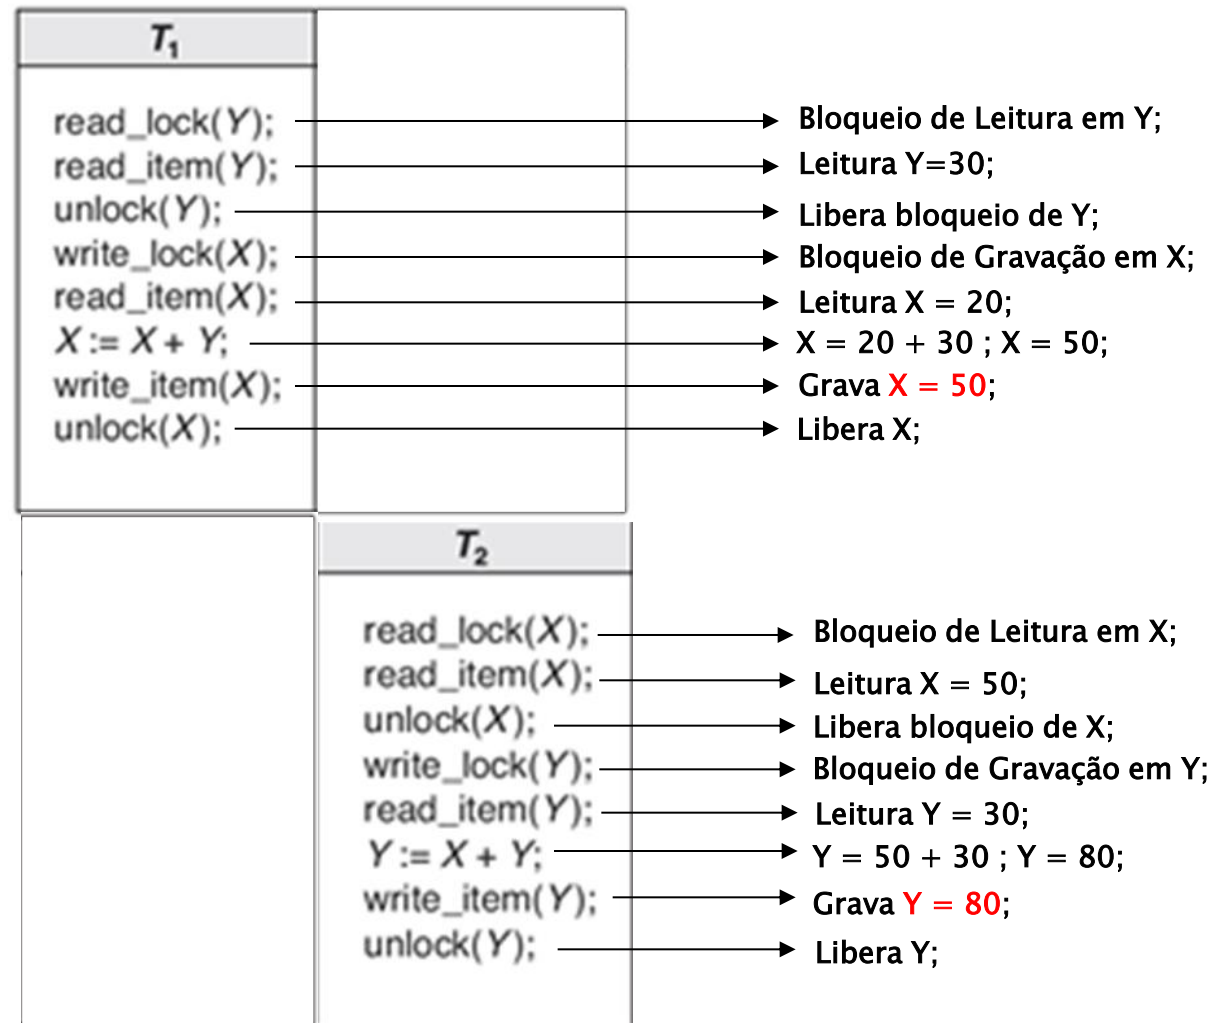 T1
read_lock(Y); Bloqueio de Leitura em Y;
read_item(Y); Leitura Y=30;
unlock(Y); Libera bloqueio de Y;
write_lock(X); Bloqueio de Gravação em X;
read_item(X); Leitura X = 20;
X := X + Y; X = 20 + 30 ; X = 50;
write_item(X); Grava X = 50;
unlock(X); Libera X;
T2
read_lock(X); Bloqueio de Leitura em X;
read_item(X); Leitura X = 50;
unlock(X); Libera bloqueio de X;
write_lock(Y); Bloqueio de Gravação em Y;
read_item(Y); Leitura Y = 30;
Y := X + Y; Y = 50 + 30 ; Y = 80;
write_item(Y); Grava Y = 80;
unlock(Y); Libera Y;